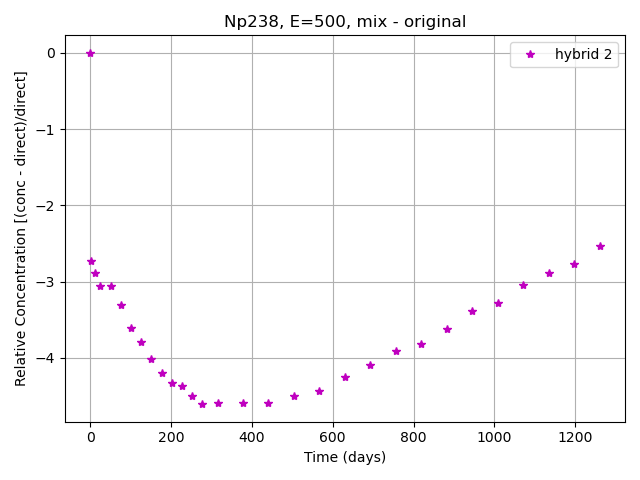 Np238, E=500, mix - original
hybrid 2
Relative Concentration [(conc - direct)/direct]
0
−1
−2
−3
−4
0 200 400 600 800 1000 1200
Time (days)